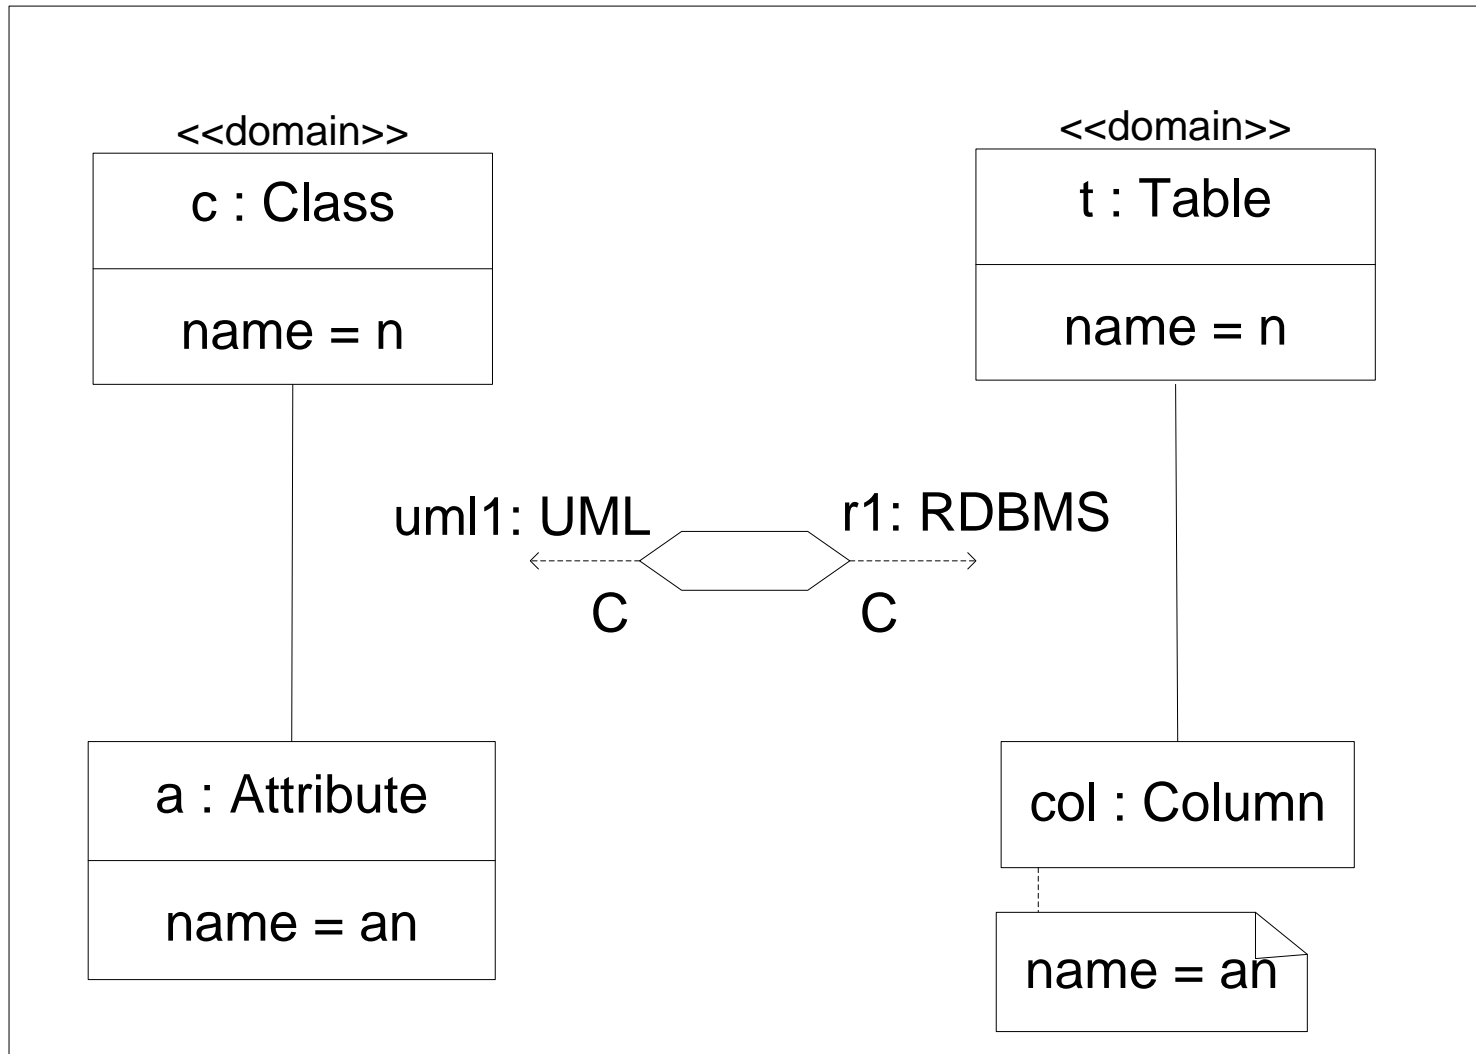 <<domain>>
c : Class
name = n
<<domain>>
t : Table
name = n
uml1: UML
r1: RDBMS
C
C
a : Attribute
name = an
col : Column
name = an